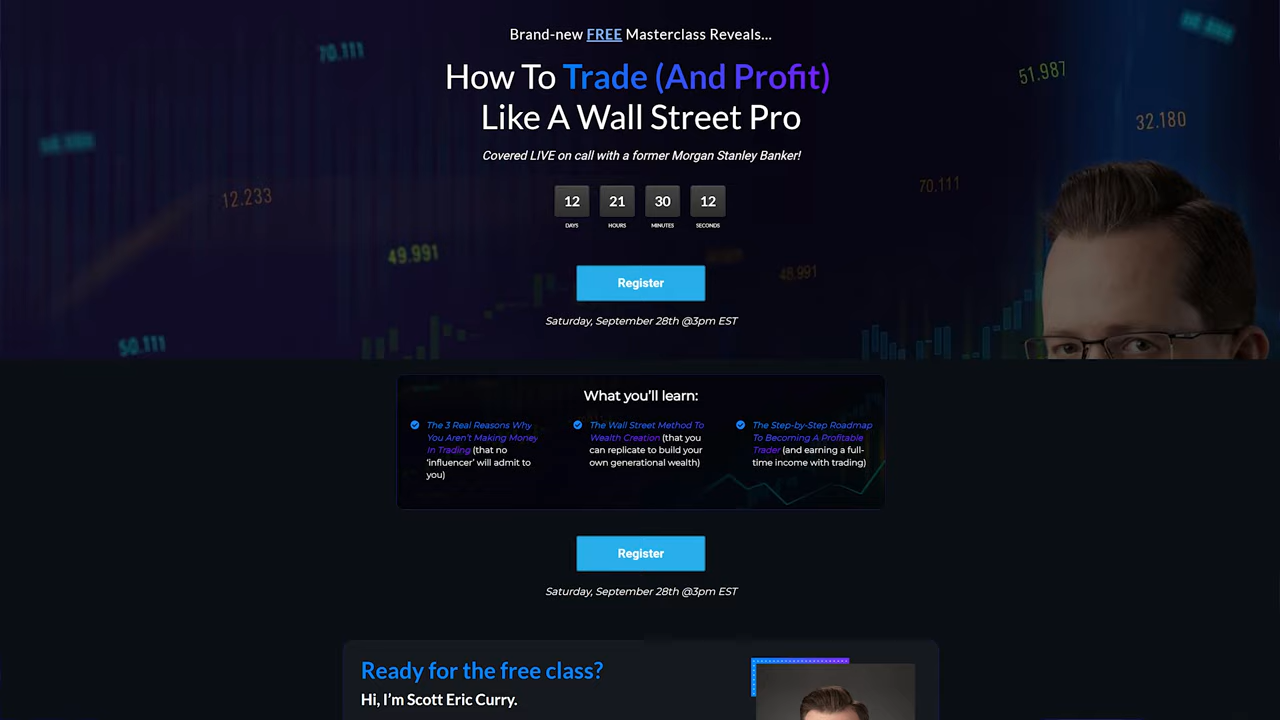 Brand-new FREE Masterclass Reveals...
How To Trade (And Profit)
Like A Wall Street Pro
Covered LIVE on call with a former Morgan Stanley Banker!
12 21 30 12
DAYS HOURS MINUTES SECONDS
Register
Saturday, September 28th @3pm EST
70.111
51.987
32.180
12.233
70.111
49.991
48.991
50.111
What you'll learn:
The 3 Real Reasons Why
You Aren't Making Money
In Trading (that no
'influencer' will admit to
you)
The Wall Street Method To
Wealth Creation (that you
can replicate to build your
own generational wealth)
The Step-by-Step Roadmap
To Becoming A Profitable
Trader (and earning a full-
time income with trading)
Register
Saturday, September 28th @3pm EST
Ready for the free class?
Hi, I'm Scott Eric Curry.